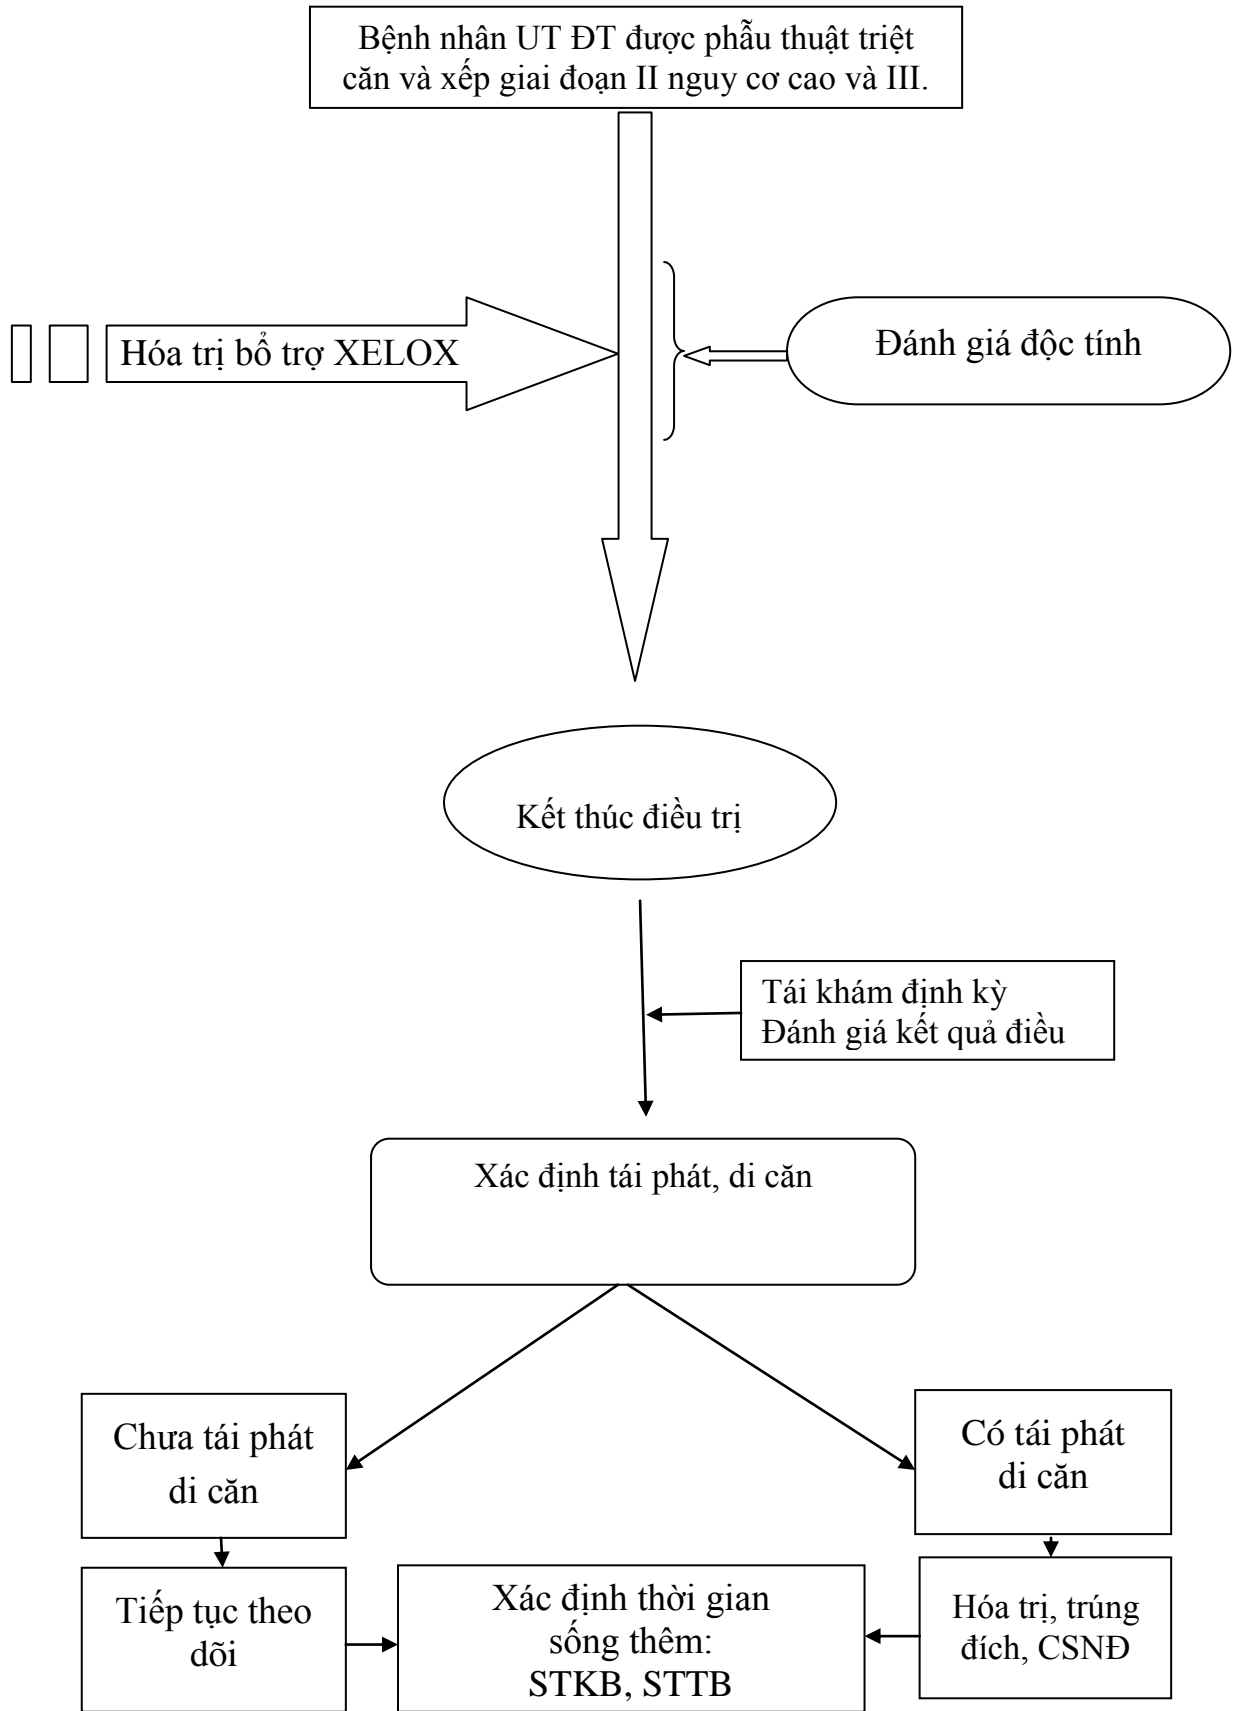 Bệnh nhân UT ĐT được phẫu thuật triệt
căn và xếp giai đoạn II nguy cơ cao và III.
Hóa trị bổ trợ XELOX
Đánh giá độc tính
Kết thúc điều trị
Tái khám định kỳ
Đánh giá kết quả điều
Xác định tái phát, di căn
Chưa tái phát
di căn
Có tái phát
di căn
Tiếp tục theo
dõi
Xác định thời gian
sống thêm:
STKB, STTB
Hóa trị, trúng
đích, CSNĐ